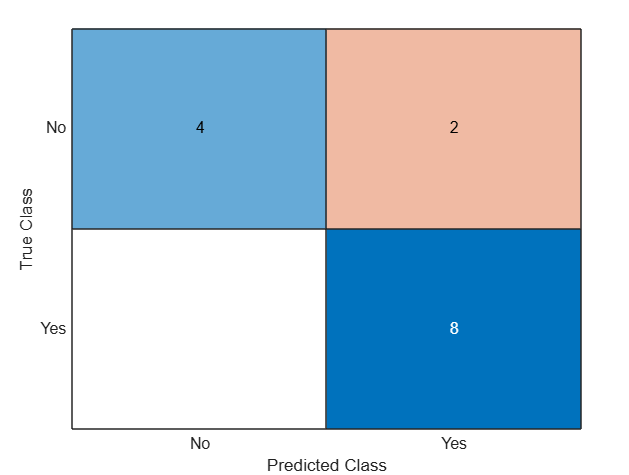 No
4
2
True Class
Yes
8
No
Yes
Predicted Class